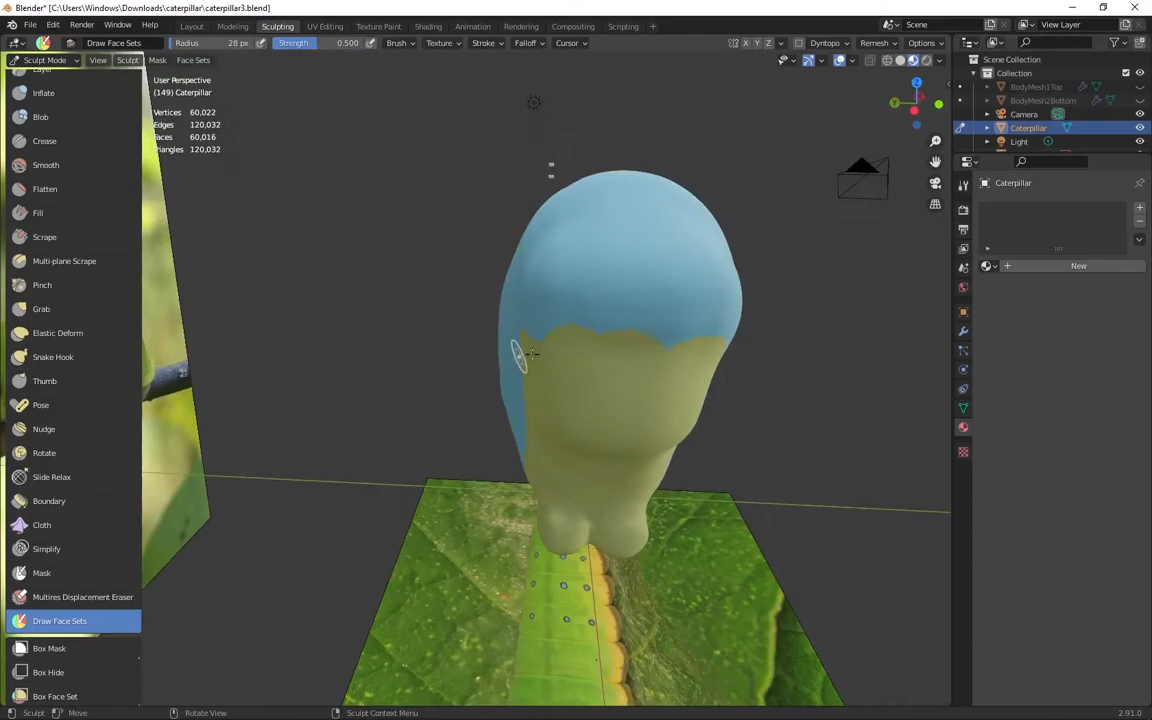 Blender* [C:\Users\Windows\Downloads\caterpillar\caterpillar3.blend]
File Edit Render Window Help Layout Modeling Sculpting UV Editing Texture Paint Shading Animation Rendering Compositing Scripting Scene View Layer
Draw Face Sets Radius 28 px Strength 0.500 Brush Texture Stroke Falloff Cursor X Y Z Dyntopo Remesh Options
Sculpt Mode View Sculpt Mask Face Sets
Scene Collection
Layer
Collection
User Perspective
(149) Caterpillar
BodyMesh1Top
Inflate
BodyMesh2Bottom
Vertices 60,022
Camera
Blob
Edges 120,032
Caterpillar
Faces 60,016
Light
Crease
Triangles 120,032
Smooth
Caterpillar
Flatten
Fill
Scrape
Multi-plane Scrape
New
Pinch
Grab
Elastic Deform
Snake Hook
Thumb
Pose
Nudge
Rotate
Slide Relax
Boundary
Cloth
Simplify
Mask
Multires Displacement Eraser
Draw Face Sets
Box Mask
Box Hide
Box Face Set
Sculpt Move Rotate View Sculpt Context Menu 2.91.0